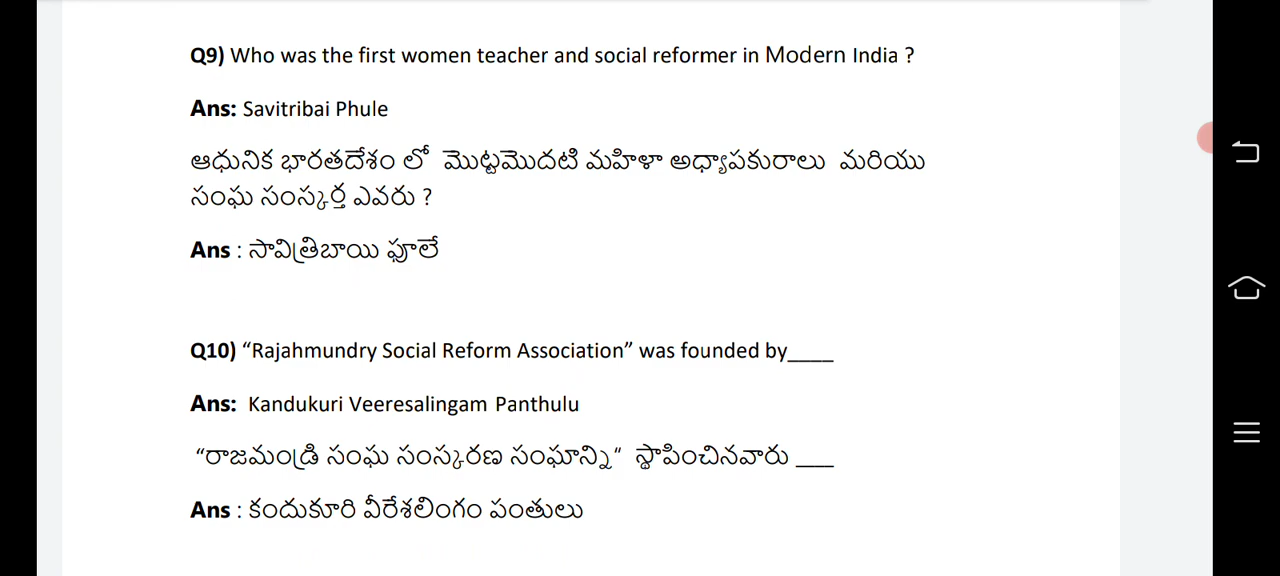 Q9) Who was the first women teacher and social reformer in Modern India ?
Ans: Savitribai Phule
ఆధునిక భారతదేశం లో మొట్టమొదటి మహిళా అధ్యాపకురాలు మరియు
సంఘ సంస్కర్త ఎవరు ?
Ans : సావిత్రిబాయి ఫూలే
Q10) “Rajahmundry Social Reform Association” was founded by____
Ans: Kandukuri Veeresalingam Panthulu
“రాజమండ్రి సంఘ సంస్కరణ సంఘాన్ని” స్థాపించినవారు ____
Ans : కందుకూరి వీరేశలింగం పంతులు